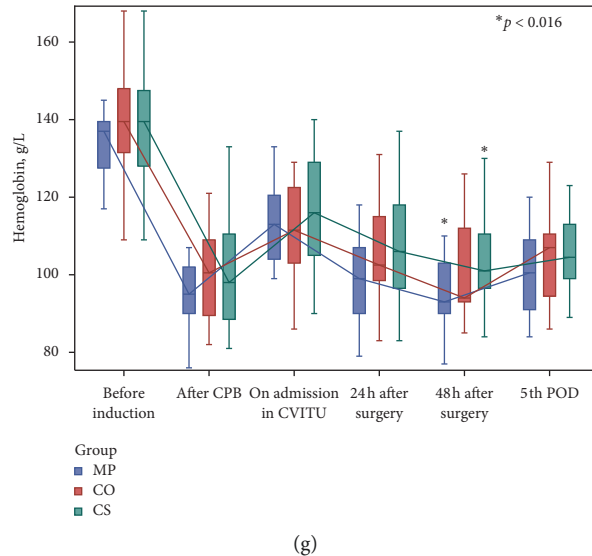 *p < 0.016
160
140
120
100
80
Hemoglobin, g/L
*
*
Before induction
After CPB
On admission in CVITU
24 h after surgery
48 h after surgery
5th POD
Group
MP
CO
CS
(g)